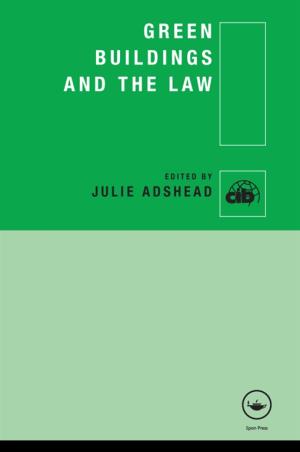 GREEN
BUILDINGS
AND THE LAW
EDITED BY
JULIE ADSHEAD
cib
Spon Press